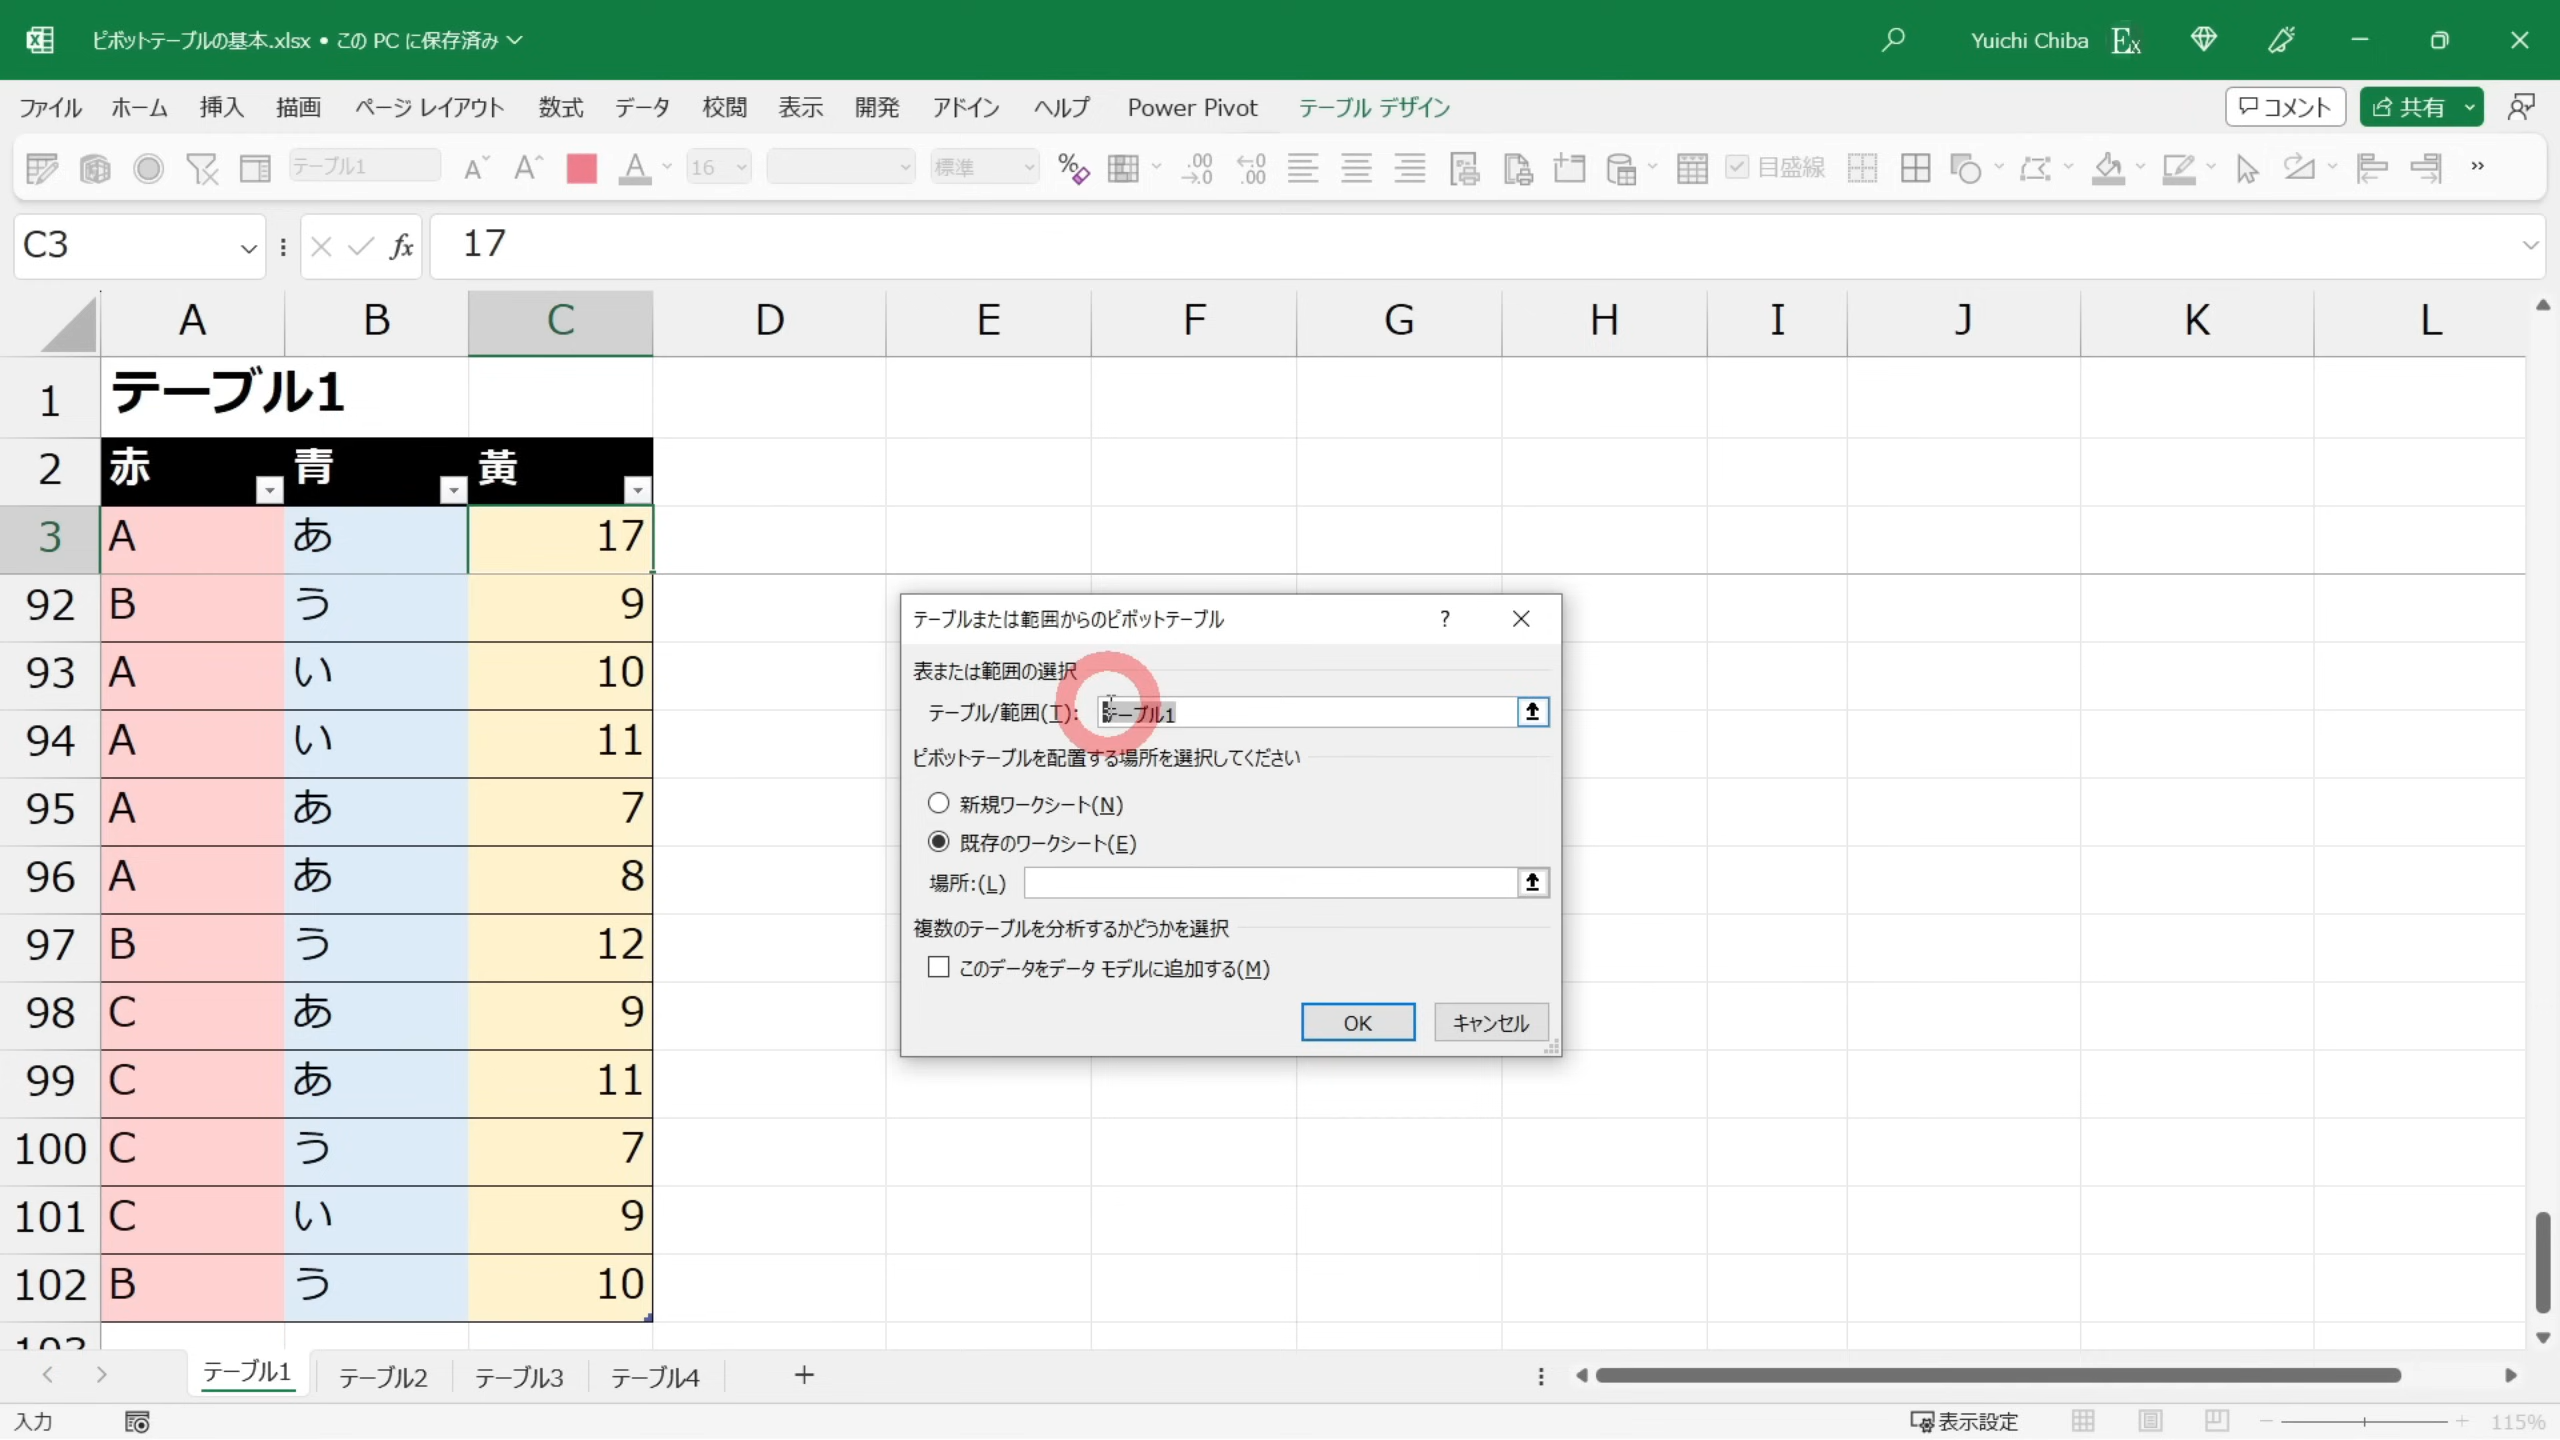 ピボットテーブルの基本.xlsx • この PC に保存済み
Yuichi Chiba
ファイル ホーム 挿入 描画 ページ レイアウト 数式 データ 校閲 表示 開発 アドイン ヘルプ Power Pivot テーブル デザイン コメント 共有
テーブル1 16 標準 目盛線
C3 fx 17
A B C D E F G H I J K L
1 テーブル1
2 赤 青 黄
3 A あ 17
92 B う 9
93 A い 10
94 A い 11
95 A あ 7
96 A あ 8
97 B う 12
98 C あ 9
99 C あ 11
100 C う 7
101 C い 9
102 B う 10
103
テーブルまたは範囲からのピボットテーブル ?
表または範囲の選択
テーブル/範囲(T): テーブル1
ピボットテーブルを配置する場所を選択してください
新規ワークシート(N)
既存のワークシート(E)
場所:(L)
複数のテーブルを分析するかどうかを選択
このデータをデータ モデルに追加する(M)
OK キャンセル
テーブル1 テーブル2 テーブル3 テーブル4
入力 表示設定 115%